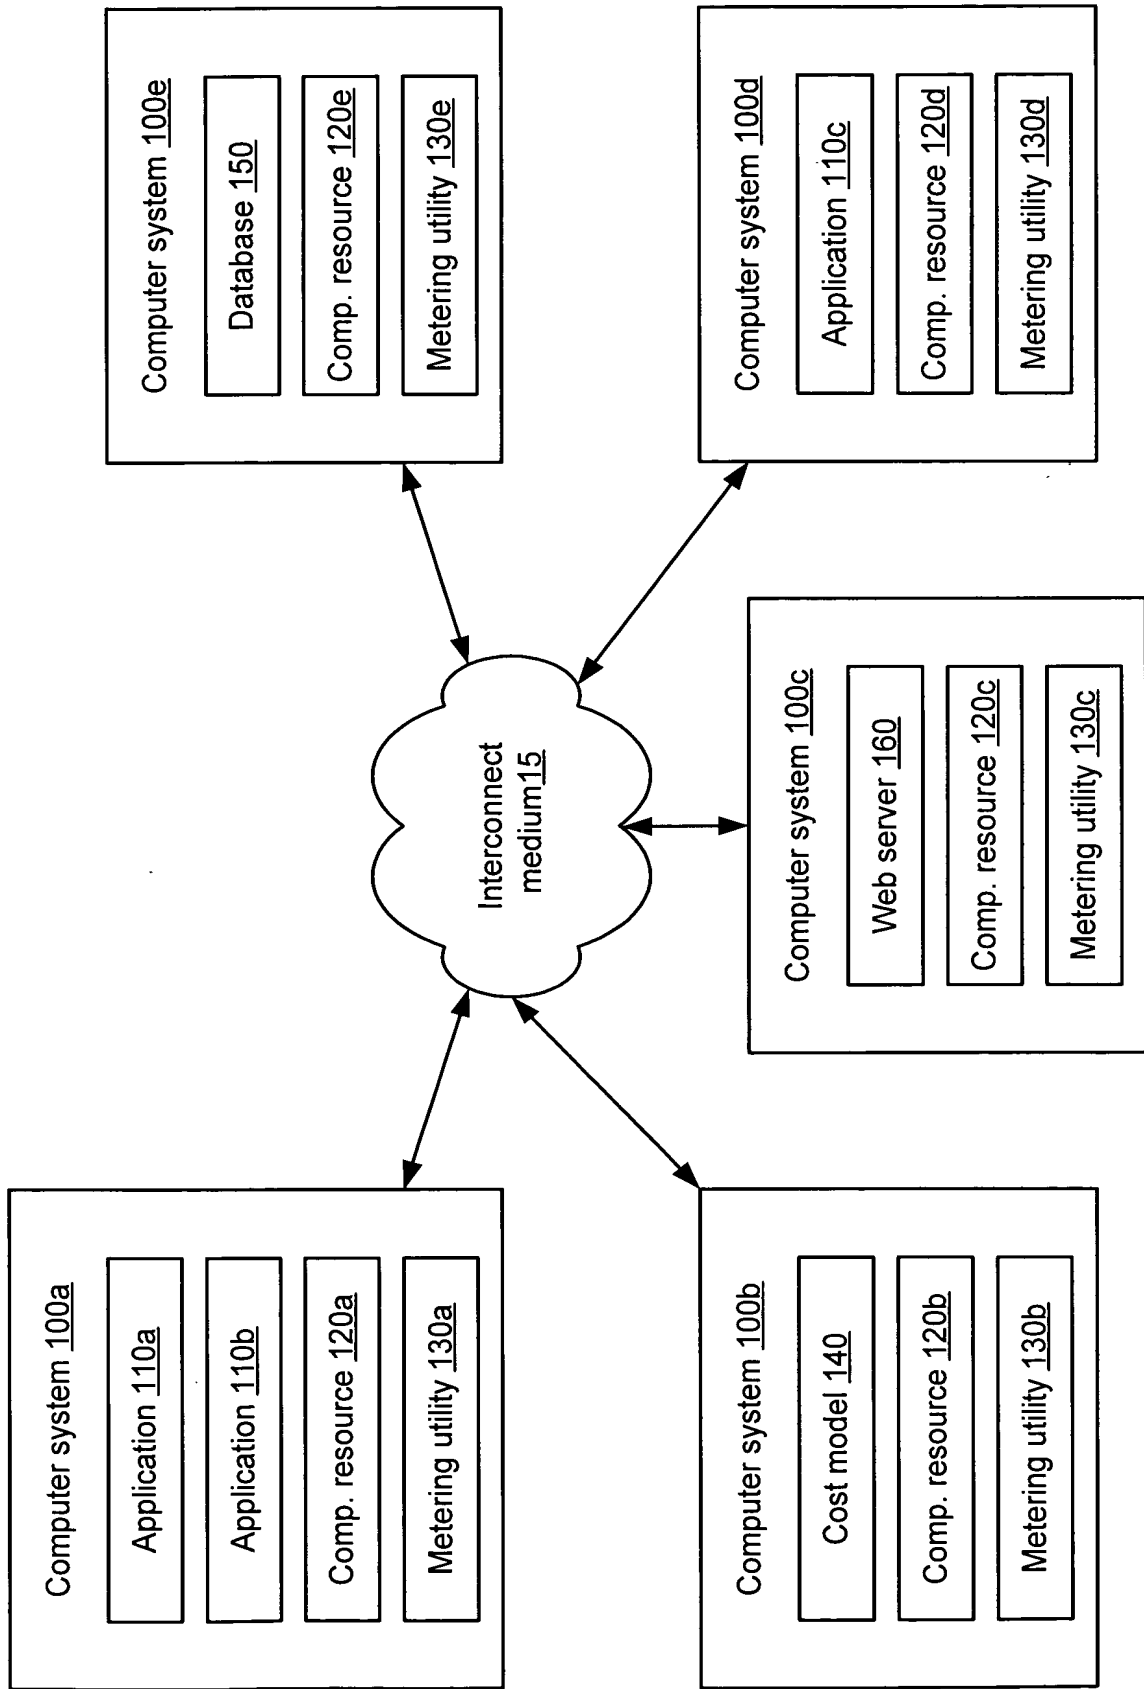 Computer system 100a
Application 110a
Application 110b
Comp. resource 120a
Metering utility 130a
Computer system 100e
Database 150
Comp. resource 120e
Metering utility 130e
Interconnect
medium15
Computer system 100b
Cost model 140
Comp. resource 120b
Metering utility 130b
Computer system 100c
Web server 160
Comp. resource 120c
Metering utility 130c
Computer system 100d
Application 110c
Comp. resource 120d
Metering utility 130d